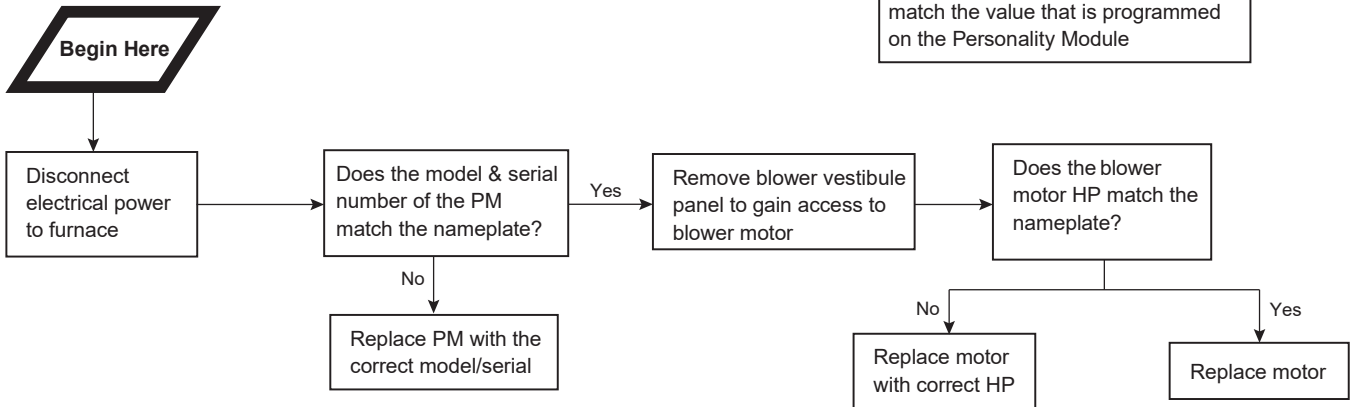 match the value that is programmed
on the Personality Module
Begin Here
Disconnect
electrical power
to furnace
Does the model & serial
number of the PM
match the nameplate?
Yes
Remove blower vestibule
panel to gain access to
blower motor
Does the blower
motor HP match the
nameplate?
No
Replace PM with the
correct model/serial
No
Replace motor
with correct HP
Yes
Replace motor